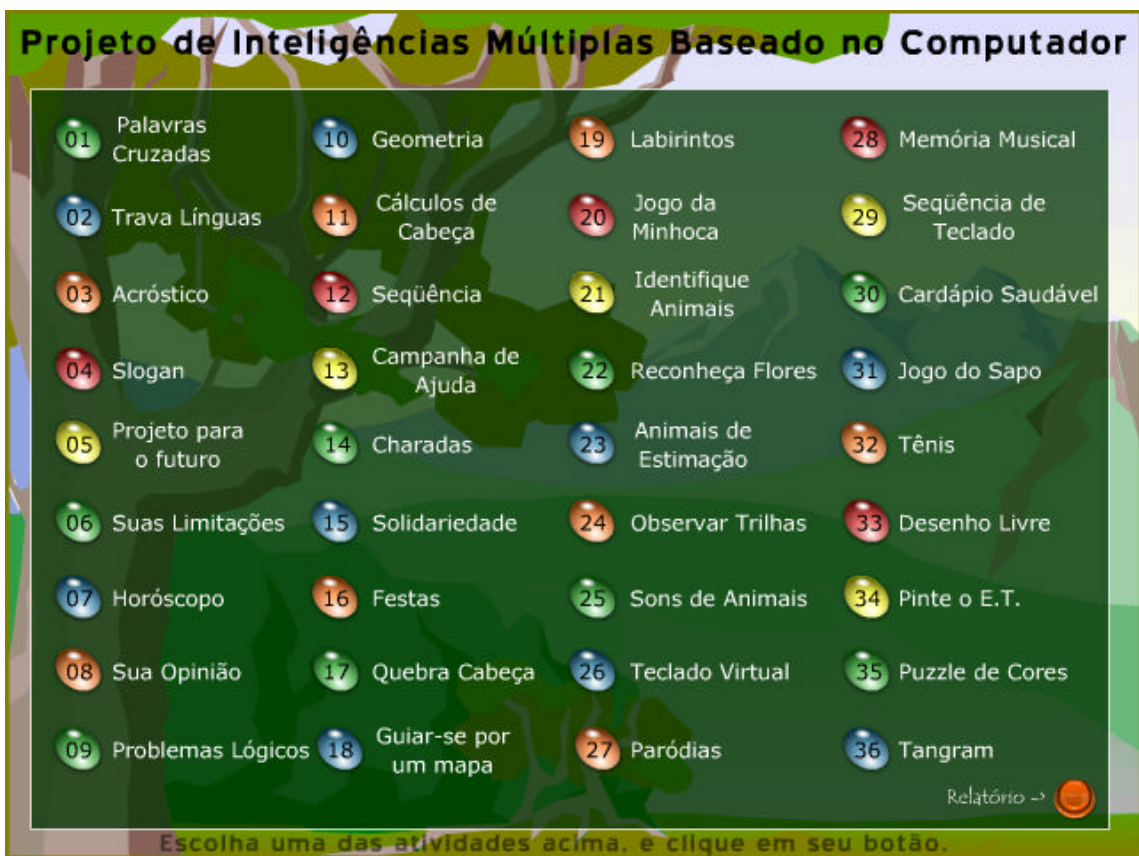 Projeto de Inteligências Múltiplas Baseado no Computador
01 Palavras
Cruzadas
02 Trava Línguas
03 Acróstico
04 Slogan
05 Projeto para
o futuro
06 Suas Limitações
07 Horóscopo
08 Sua Opinião
09 Problemas Lógicos
10 Geometria
11 Cálculos de
Cabeça
12 Seqüência
13 Campanha de
Ajuda
14 Charadas
15 Solidariedade
16 Festas
17 Quebra Cabeça
18 Guiar-se por
um mapa
19 Labirintos
20 Jogo da
Minhoca
21 Identifique
Animais
22 Reconheça Flores
23 Animais de
Estimação
24 Observar Trilhas
25 Sons de Animais
26 Teclado Virtual
27 Paródias
28 Memória Musical
29 Seqüência de
Teclado
30 Cardápio Saudável
31 Jogo do Sapo
32 Tênis
33 Desenho Livre
34 Pinte o E.T.
35 Puzzle de Cores
36 Tangram
Relatório ->
Escolha uma das atividades acima, e clique em seu botão.